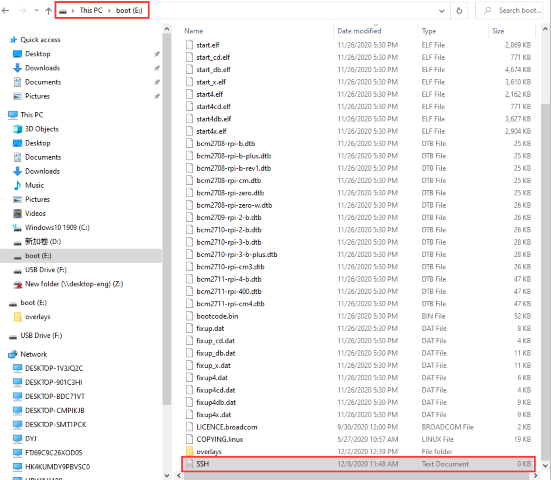 This PC > boot (E:)
Search boot...
Name Date modified Type Size
Quick access
Desktop
Downloads
Documents
Pictures
This PC
3D Objects
Desktop
Documents
Downloads
Music
Pictures
Videos
Windows10 1909 (C:)
新加卷 (D:)
boot (E:)
USB Drive (F:)
New folder (\\desktop-eng) (Z:)
boot (E:)
overlays
USB Drive (F:)
Network
DESKTOP-1V3JQ2C
DESKTOP-901C3HI
DESKTOP-BDC71VT
DESKTOP-CMPIKJB
DESKTOP-SMT1PCK
DYJ
FTJ69C9C26XOD5
HK4KUMDY9PBVSC0
start.elf 11/26/2020 5:30 PM ELF File 2,869 KB
start_cd.elf 11/26/2020 5:30 PM ELF File 771 KB
start_db.elf 11/26/2020 5:30 PM ELF File 4,674 KB
start_x.elf 11/26/2020 5:30 PM ELF File 3,610 KB
start4.elf 11/26/2020 5:30 PM ELF File 2,162 KB
start4cd.elf 11/26/2020 5:30 PM ELF File 771 KB
start4db.elf 11/26/2020 5:30 PM ELF File 3,627 KB
start4x.elf 11/26/2020 5:30 PM ELF File 2,904 KB
bcm2708-rpi-b.dtb 11/26/2020 5:30 PM DTB File 25 KB
bcm2708-rpi-b-plus.dtb 11/26/2020 5:30 PM DTB File 25 KB
bcm2708-rpi-b-rev1.dtb 11/26/2020 5:30 PM DTB File 25 KB
bcm2708-rpi-cm.dtb 11/26/2020 5:30 PM DTB File 25 KB
bcm2708-rpi-zero.dtb 11/26/2020 5:30 PM DTB File 25 KB
bcm2708-rpi-zero-w.dtb 11/26/2020 5:30 PM DTB File 26 KB
bcm2709-rpi-2-b.dtb 11/26/2020 5:30 PM DTB File 26 KB
bcm2710-rpi-2-b.dtb 11/26/2020 5:30 PM DTB File 26 KB
bcm2710-rpi-3-b.dtb 11/26/2020 5:30 PM DTB File 28 KB
bcm2710-rpi-3-b-plus.dtb 11/26/2020 5:30 PM DTB File 28 KB
bcm2710-rpi-cm3.dtb 11/26/2020 5:30 PM DTB File 26 KB
bcm2711-rpi-4-b.dtb 11/26/2020 5:30 PM DTB File 47 KB
bcm2711-rpi-400.dtb 11/26/2020 5:30 PM DTB File 47 KB
bcm2711-rpi-cm4.dtb 11/26/2020 5:30 PM DTB File 47 KB
bootcode.bin 11/26/2020 5:30 PM BIN File 52 KB
fixup.dat 11/26/2020 5:30 PM DAT File 8 KB
fixup_cd.dat 11/26/2020 5:30 PM DAT File 4 KB
fixup_db.dat 11/26/2020 5:30 PM DAT File 11 KB
fixup_x.dat 11/26/2020 5:30 PM DAT File 11 KB
fixup4.dat 11/26/2020 5:30 PM DAT File 6 KB
fixup4cd.dat 11/26/2020 5:30 PM DAT File 4 KB
fixup4db.dat 11/26/2020 5:30 PM DAT File 9 KB
fixup4x.dat 11/26/2020 5:30 PM DAT File 9 KB
LICENCE.broadcom 9/30/2020 12:00 PM BROADCOM File 2 KB
COPYING.linux 5/27/2020 10:57 AM LINUX File 19 KB
overlays 12/2/2020 12:39 PM File folder
SSH 12/8/2020 11:48 AM Text Document 0 KB